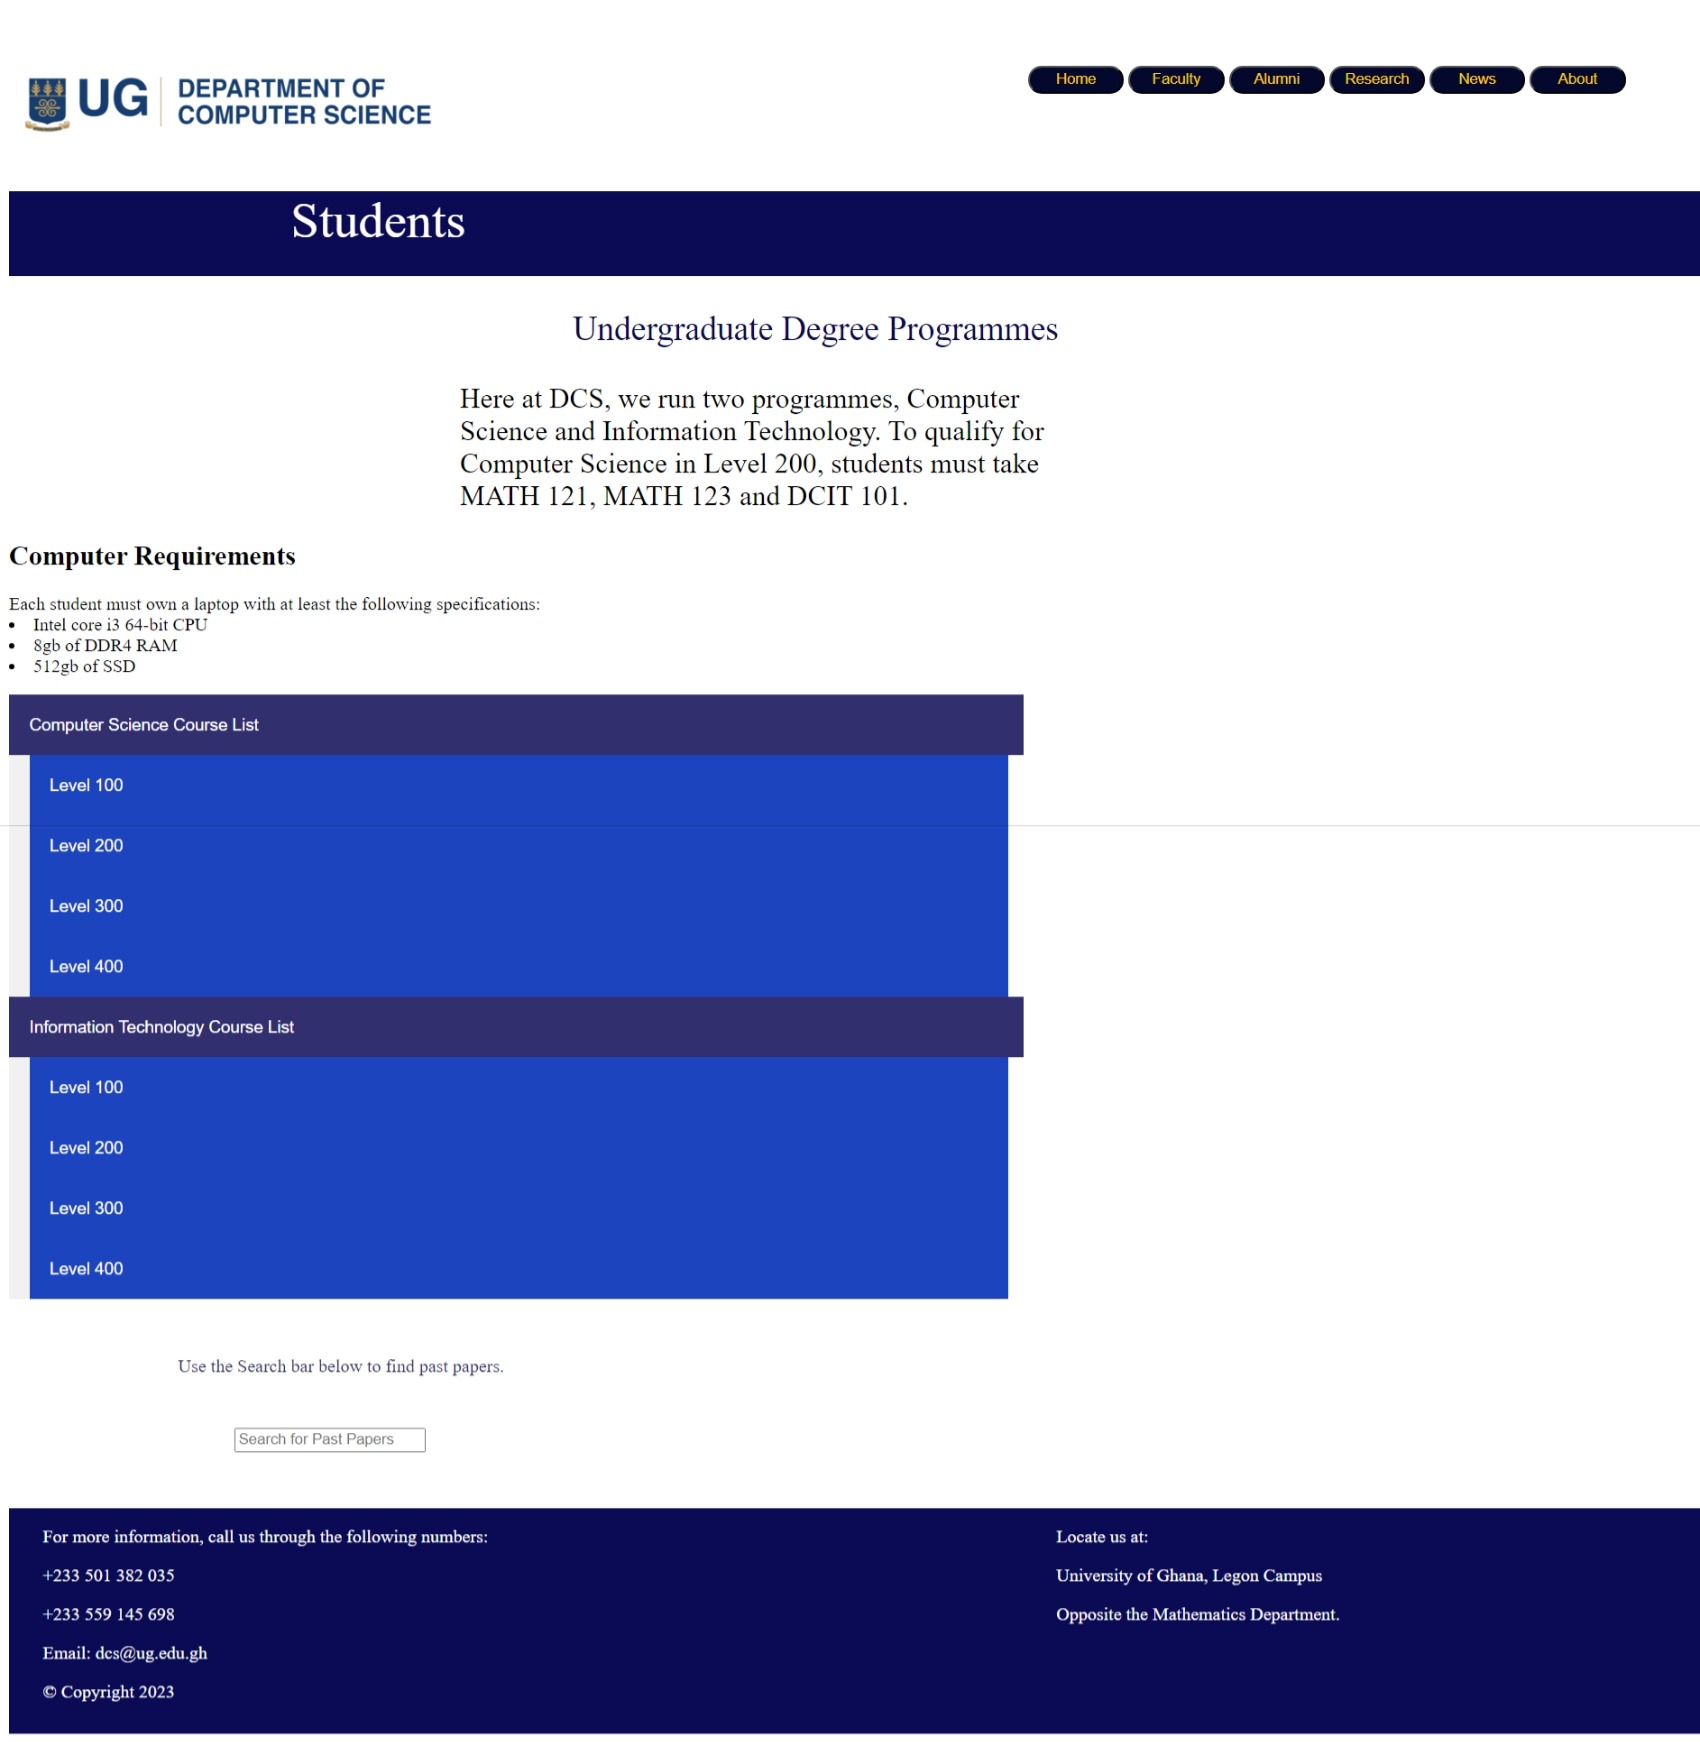 UG
DEPARTMENT OF
COMPUTER SCIENCE
Home
Faculty
Alumni
Research
News
About
Students
Undergraduate Degree Programmes
Here at DCS, we run two programmes, Computer
Science and Information Technology. To qualify for
Computer Science in Level 200, students must take
MATH 121, MATH 123 and DCIT 101.
Computer Requirements
Each student must own a laptop with at least the following specifications:
• Intel core i3 64-bit CPU
• 8gb of DDR4 RAM
• 512gb of SSD
Computer Science Course List
Level 100
Level 200
Level 300
Level 400
Information Technology Course List
Level 100
Level 200
Level 300
Level 400
Use the Search bar below to find past papers.
Search for Past Papers
For more information, call us through the following numbers:
+233 501 382 035
+233 559 145 698
Email: dcs@ug.edu.gh
© Copyright 2023
Locate us at:
University of Ghana, Legon Campus
Opposite the Mathematics Department.